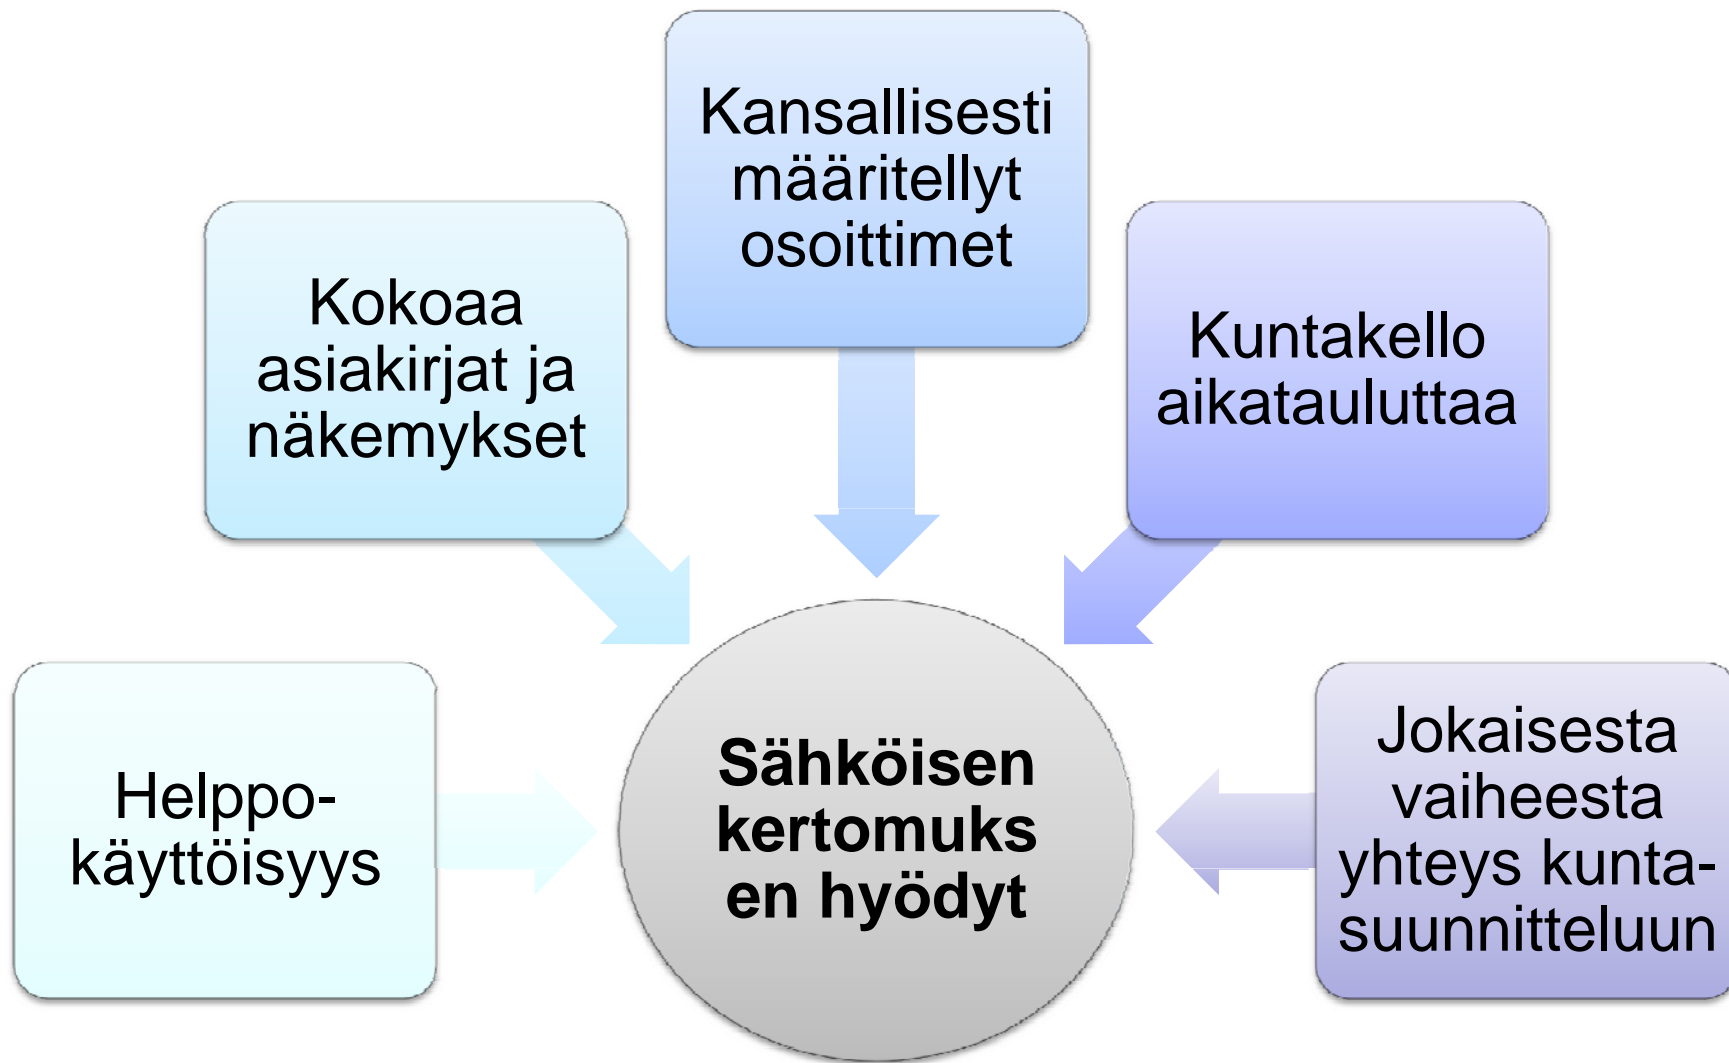 Kansallisesti
määritellyt
osoittimet
Kokoaa
asiakirjat ja
näkemykset
Kuntakello
aikatauluttaa
Helppo-
käyttöisyys
Sähköisen
kertomuks
en hyödyt
Jokaisesta
vaiheesta
yhteys kunta-
suunnitteluun